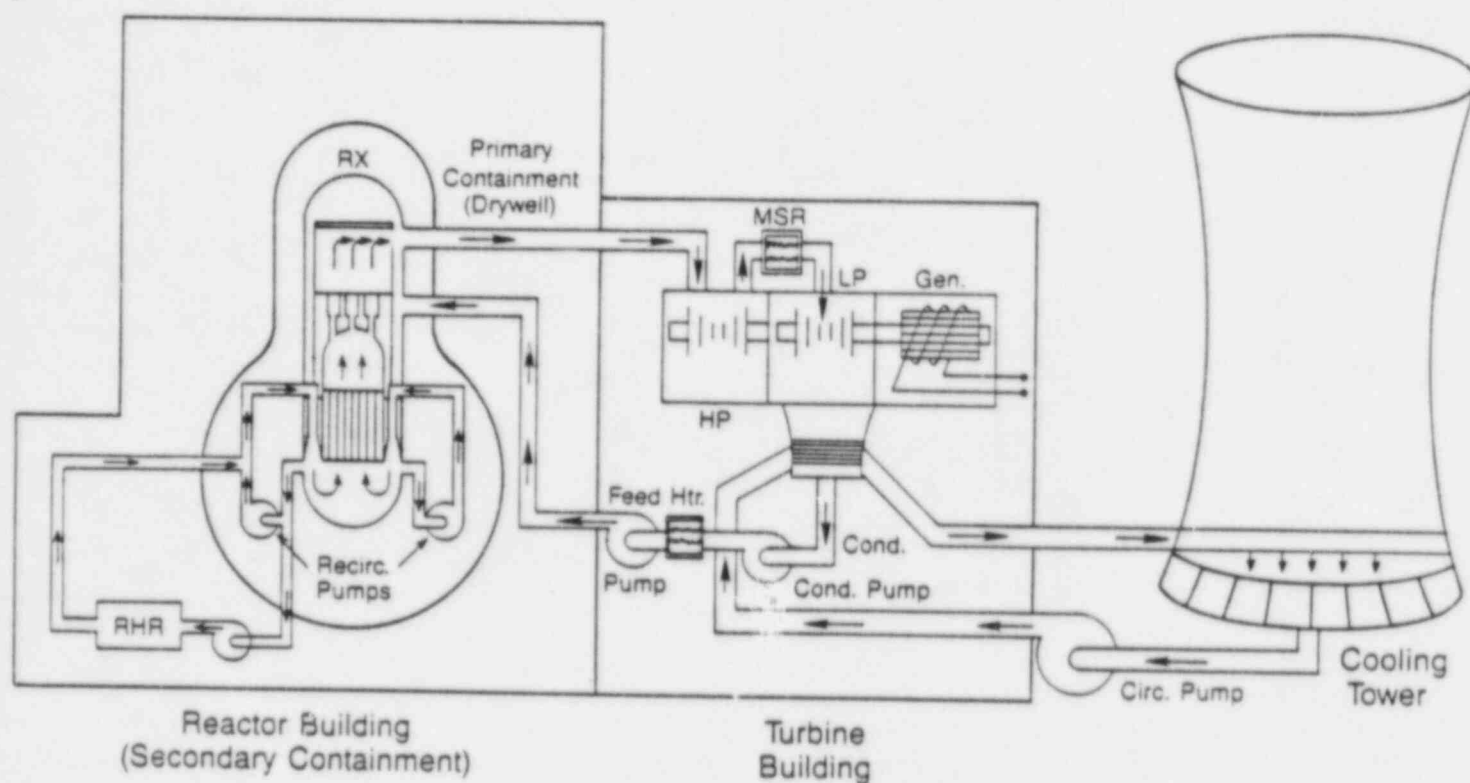 RX
Primary
Containment
(Drywell)
MSR
LP
Gen.
HP
Feed Htr.
Pump
Cond.
Cond. Pump
Recirc.
Pumps
RHR
Circ. Pump
Cooling
Tower
Reactor Building
(Secondary Containment)
Turbine
Building